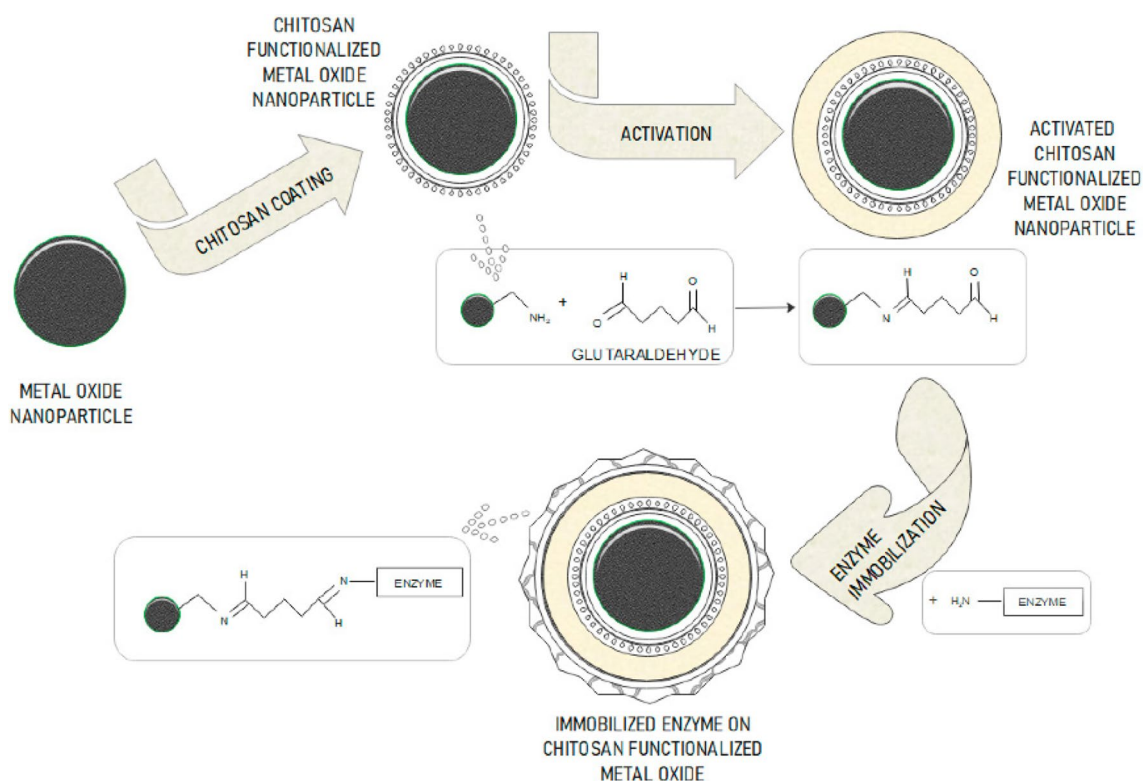 CHITOSAN
FUNCTIONALIZED
METAL OXIDE
NANOPARTICLE
ACTIVATION
ACTIVATED
CHITOSAN
FUNCTIONALIZED
METAL OXIDE
NANOPARTICLE
CHITOSAN COATING
METAL OXIDE
NANOPARTICLE
NH₂
+
H
O
O
H
GLUTARALDEHYDE
H
O
N
H
ENZYME
IMMOBILIZATION
+ H₂N ENZYME
H
N
ENZYME
N
H
IMMOBILIZED ENZYME ON
CHITOSAN FUNCTIONALIZED
METAL OXIDE